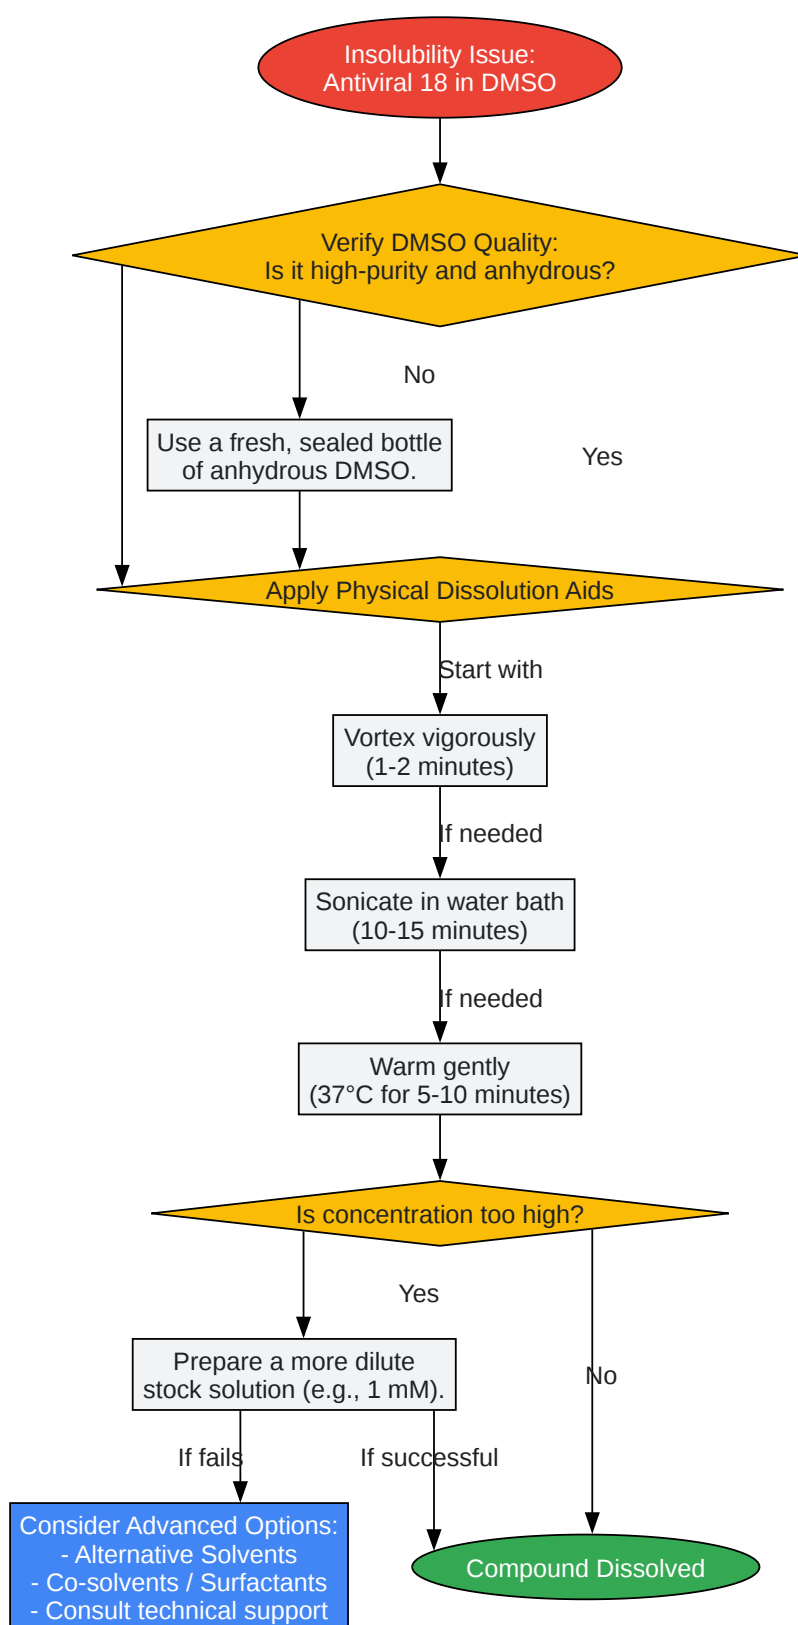 Insolubility Issue:
Antiviral 18 in DMSO
Verify DMSO Quality:
Is it high-purity and anhydrous?
No
Use a fresh, sealed bottle
of anhydrous DMSO.
Yes
Apply Physical Dissolution Aids
Start with
Vortex vigorously
(1-2 minutes)
If needed
Sonicate in water bath
(10-15 minutes)
If needed
Warm gently
(37°C for 5-10 minutes)
Is concentration too high?
Yes
Prepare a more dilute
stock solution (e.g., 1 mM).
No
If fails
If successful
Consider Advanced Options:
- Alternative Solvents
- Co-solvents / Surfactants
- Consult technical support
Compound Dissolved